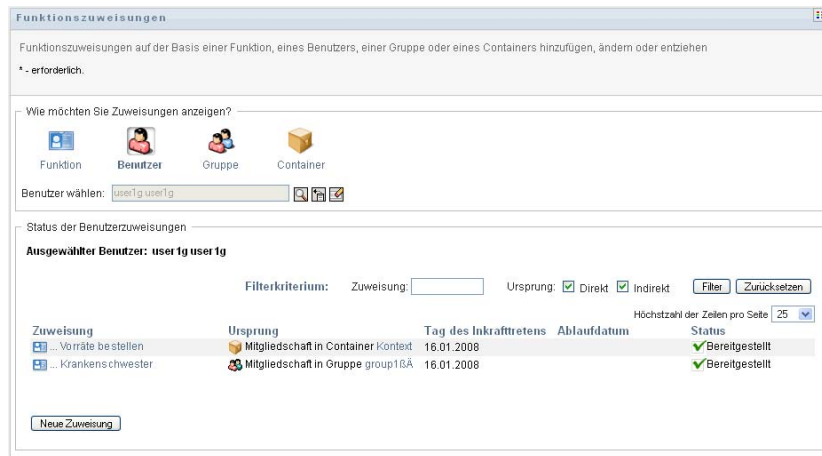 Funktionszuweisungen
Funktionszuweisungen auf der Basis einer Funktion, eines Benutzers, einer Gruppe oder eines Containers hinzufügen, ändern oder entziehen
* - erforderlich.
Wie möchten Sie Zuweisungen anzeigen?
Funktion Benutzer Gruppe Container
Benutzer wählen: user1g user1g
Status der Benutzerzuweisungen
Ausgewählter Benutzer: user1g user1g
Filterkriterium: Zuweisung: Ursprung: Direkt Indirekt Filter Zurücksetzen
Höchstzahl der Zeilen pro Seite 25
Zuweisung Ursprung Tag des Inkrafttretens Ablaufdatum Status
... Vorräte bestellen Mitgliedschaft in Container Kontext 16.01.2008 Bereitgestellt
... Krankenschwester Mitgliedschaft in Gruppe group1ßÄ 16.01.2008 Bereitgestellt
Neue Zuweisung